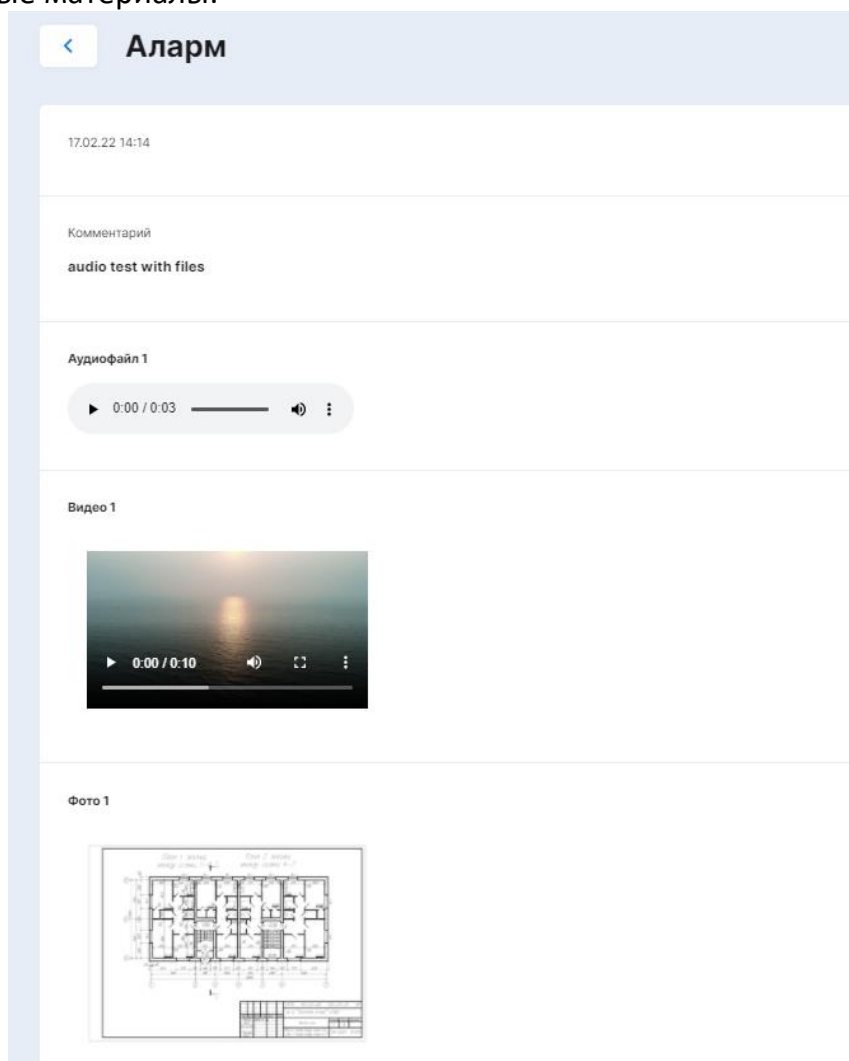 материалы.
Аларм
17.02.22 14:14
Комментарий
audio test with files
Аудиофайл 1
0:00 / 0:03
Видео 1
0:00 / 0:10
Фото 1